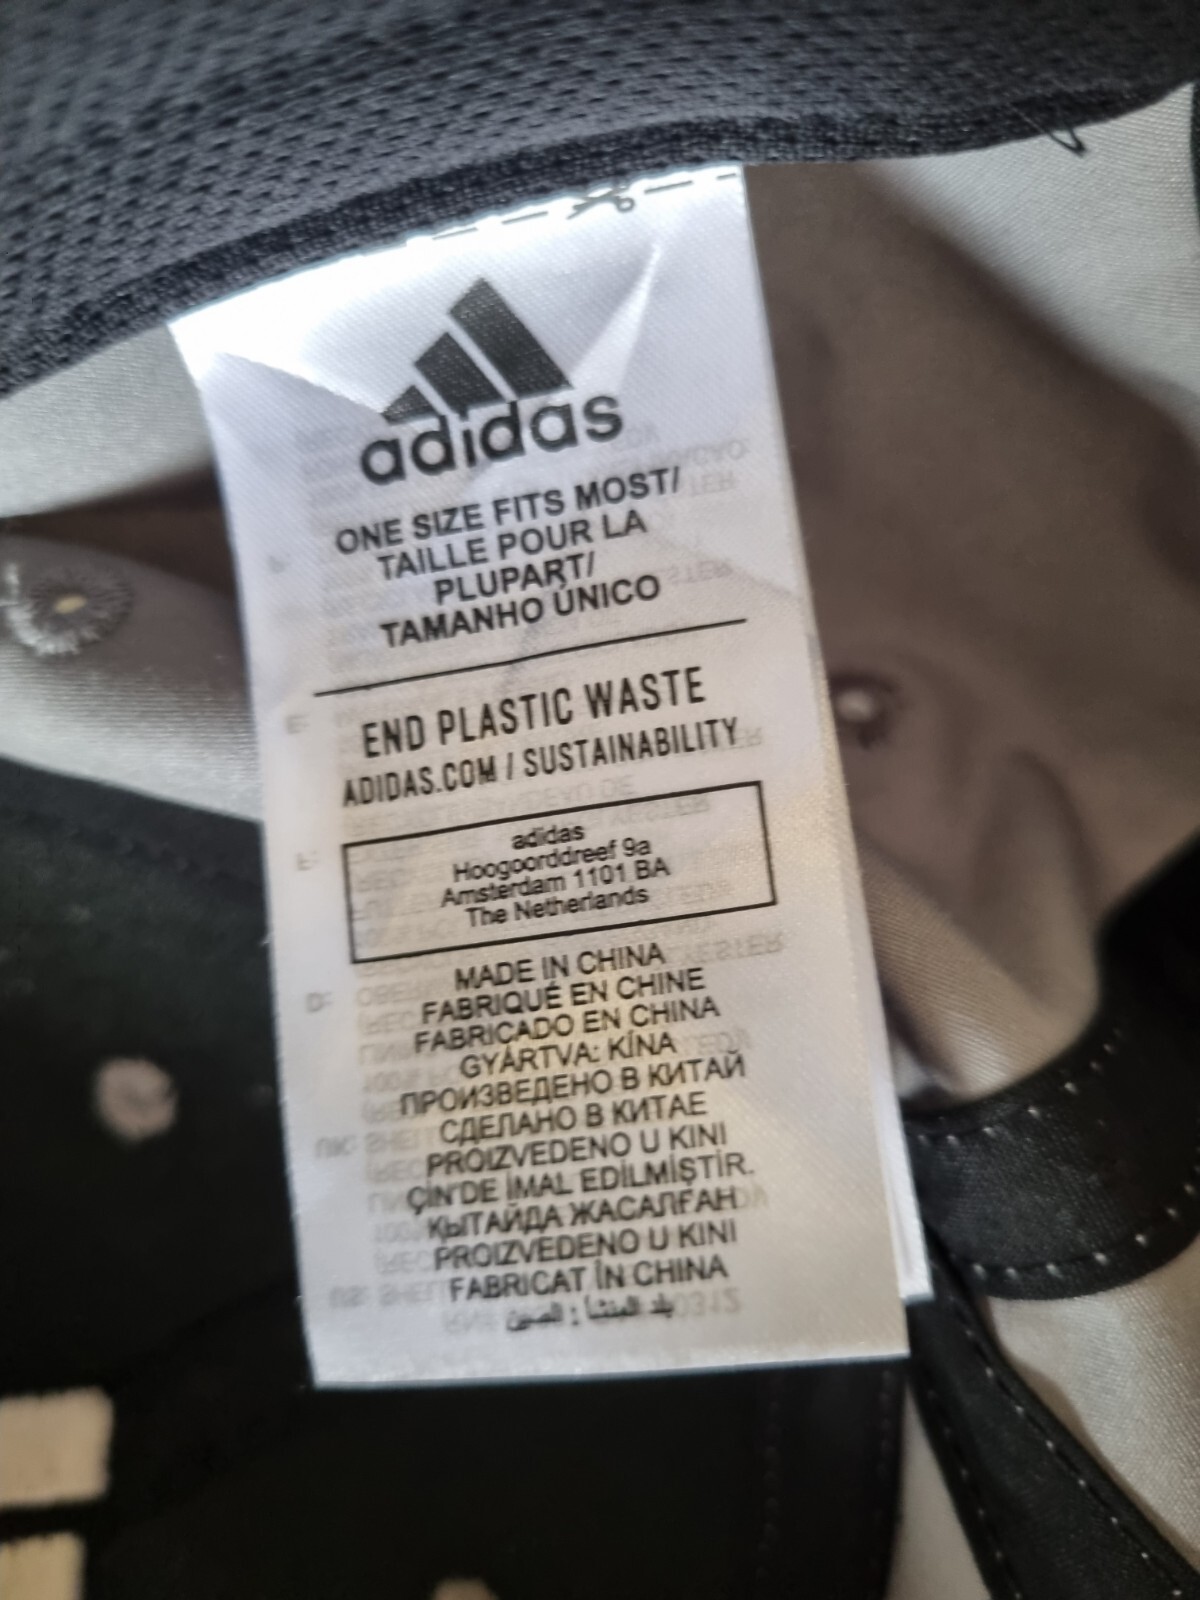 adidas
ONE SIZE FITS MOST/
TAILLE POUR LA
PLUPART/
TAMANHO ÚNICO
END PLASTIC WASTE
ADIDAS.COM / SUSTAINABILITY
adidas
Hoogoorddreef 9a
Amsterdam 1101 BA
The Netherlands
MADE IN CHINA
FABRIQUÉ EN CHINE
FABRICADO EN CHINA
GYÁRTVA: KÍNA
ПРОИЗВЕДЕНО В КИТАЙ
СДЕЛАНО В КИТАЕ
PROIZVEDENO U KINI
ÇİN'DE İMAL EDİLMİŞTİR.
ҚЫТАЙДА ЖАСАЛҒАН
PROIZVEDENO U KINI
FABRICAT ÎN CHINA
بلد المنشأ : الصين